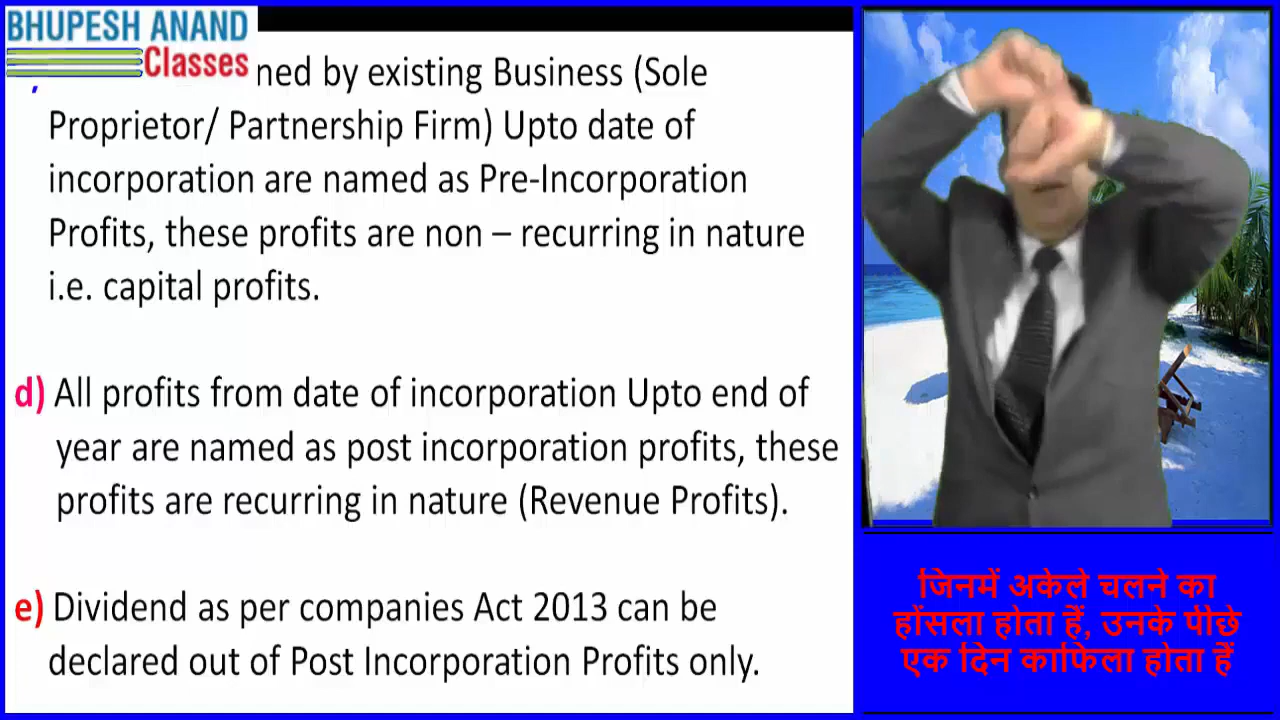 BHUPESH ANAND
Classes
ned by existing Business (Sole
Proprietor/ Partnership Firm) Upto date of
incorporation are named as Pre-Incorporation
Profits, these profits are non – recurring in nature
i.e. capital profits.
d) All profits from date of incorporation Upto end of
year are named as post incorporation profits, these
profits are recurring in nature (Revenue Profits).
e) Dividend as per companies Act 2013 can be
declared out of Post Incorporation Profits only.
जिनमें अकेले चलने का
होंसला होता हैं, उनके पीछे
एक दिन काफिला होता हैं